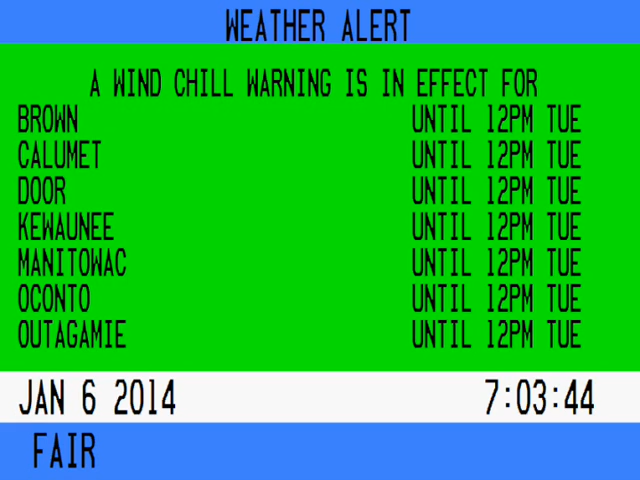 WEATHER ALERT
A WIND CHILL WARNING IS IN EFFECT FOR
BROWN UNTIL 12PM TUE
CALUMET UNTIL 12PM TUE
DOOR UNTIL 12PM TUE
KEWAUNEE UNTIL 12PM TUE
MANITOWAC UNTIL 12PM TUE
OCONTO UNTIL 12PM TUE
OUTAGAMIE UNTIL 12PM TUE
JAN 6 2014 7:03:44
FAIR